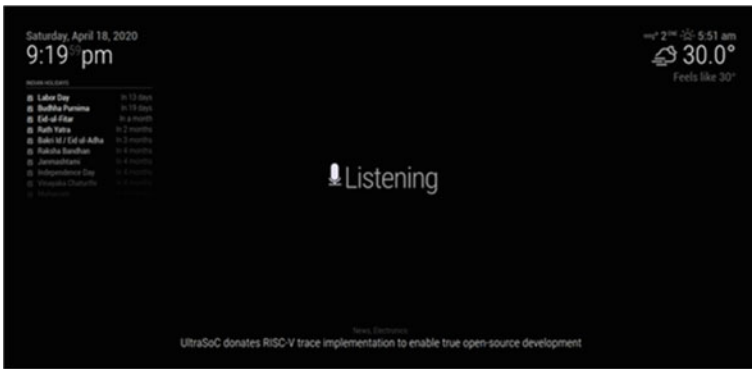 Saturday, April 18, 2020
9:19 59 pm
INDIAN HOLIDAYS
Labor Day In 13 days
Budhha Purnima In 19 days
Eid-ul-Fitar In a month
Rath Yatra In 2 months
Bakri Id / Eid ul-Adha In 3 months
Raksha Bandhan In 4 months
Janmashtami In 4 months
Independence Day In 4 months
Vinayaka Chaturthi In 4 months
2 5:51 am
30.0°
Feels like 30°
Listening
News, Electronics
UltraSoC donates RISC-V trace implementation to enable true open-source development